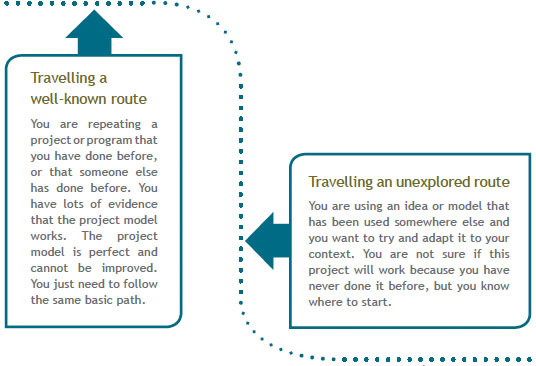 Travelling a
well-known route
You are repeating a
project or program that
you have done before,
or that someone else
has done before. You
have lots of evidence
that the project model
works. The project
model is perfect and
cannot be improved.
You just need to follow
the same basic path.
Travelling an unexplored route
You are using an idea or model that
has been used somewhere else and
you want to try and adapt it to your
context. You are not sure if this
project will work because you have
never done it before, but you know
where to start.